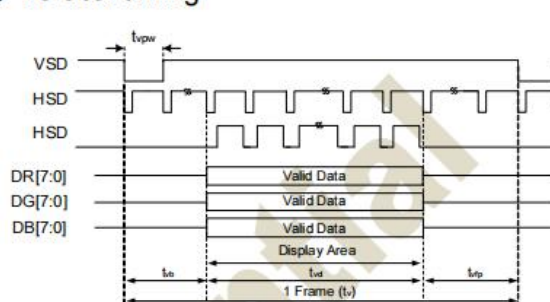 tvpw
VSD
HSD
HSD
DR[7:0] Valid Data
DG[7:0] Valid Data
DB[7:0] Valid Data
Display Area
tvb tvd tvfp
1 Frame (tv)